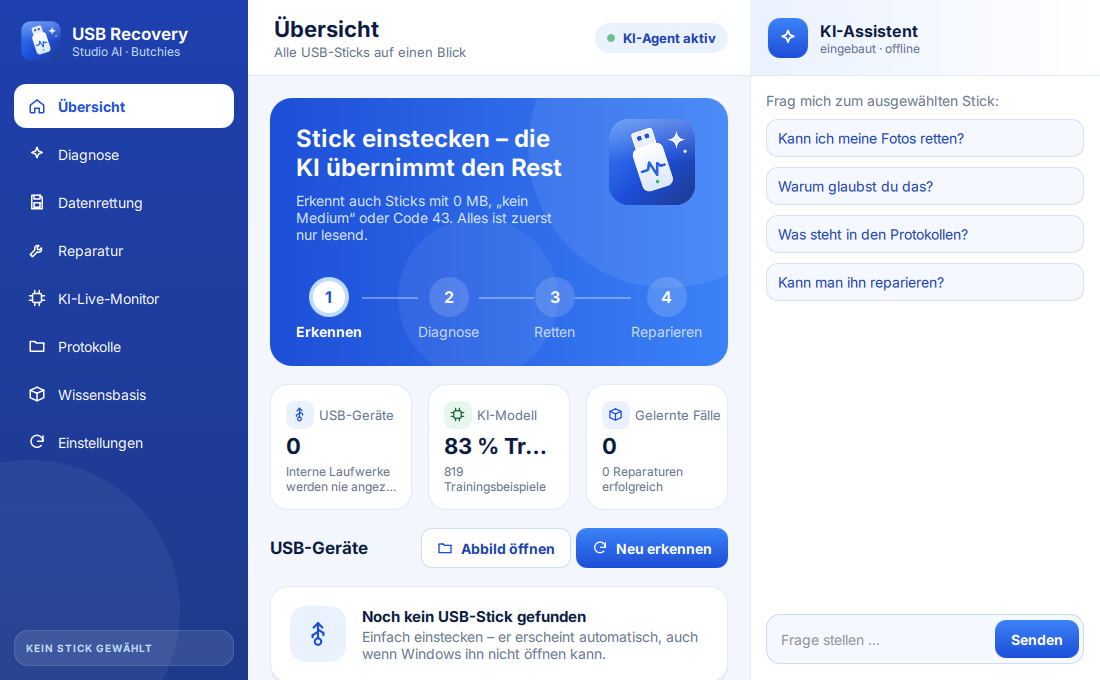 USB Recovery
Studio AI · Butchies
Übersicht
Diagnose
Datenrettung
Reparatur
KI-Live-Monitor
Protokolle
Wissensbasis
Einstellungen
KEIN STICK GEWÄHLT
Übersicht
Alle USB-Sticks auf einen Blick
KI-Agent aktiv
Stick einstecken – die
KI übernimmt den Rest
Erkennt auch Sticks mit 0 MB, „kein
Medium“ oder Code 43. Alles ist zuerst
nur lesend.
1
2
3
4
Erkennen
Diagnose
Retten
Reparieren
USB-Geräte
0
Interne Laufwerke
werden nie angez...
KI-Modell
83 % Tr...
819
Trainingsbeispiele
Gelernte Fälle
0
0 Reparaturen
erfolgreich
USB-Geräte
Abbild öffnen
Neu erkennen
Noch kein USB-Stick gefunden
Einfach einstecken – er erscheint automatisch, auch
wenn Windows ihn nicht öffnen kann.
KI-Assistent
eingebaut · offline
Frag mich zum ausgewählten Stick:
Kann ich meine Fotos retten?
Warum glaubst du das?
Was steht in den Protokollen?
Kann man ihn reparieren?
Frage stellen ...
Senden